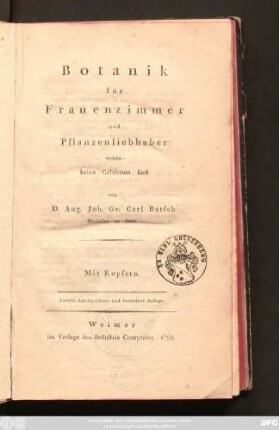 Botanik
für
Frauenzimmer
und
Pflanzenliebhaber
welche
keine Gelehrten sind
von
D. Aug. Joh. Ge. Carl Batsch
Professor zu Jena.
Mit Kupfern.
Zweite durchgesehene und vermehrte Auflage.
Weimar
im Verlage des Industrie Comptoirs